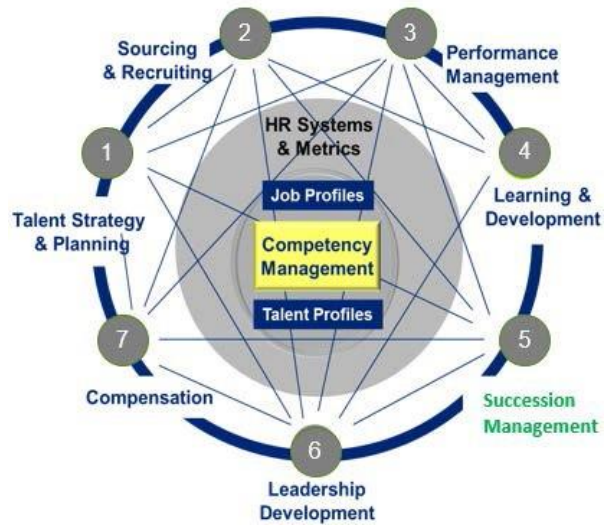 2
Sourcing
& Recruiting
3
Performance
Management
HR Systems
& Metrics
1
4
Job Profiles
Talent Strategy
& Planning
Learning &
Development
Competency
Management
Talent Profiles
7
5
Compensation
Succession
Management
6
Leadership
Development